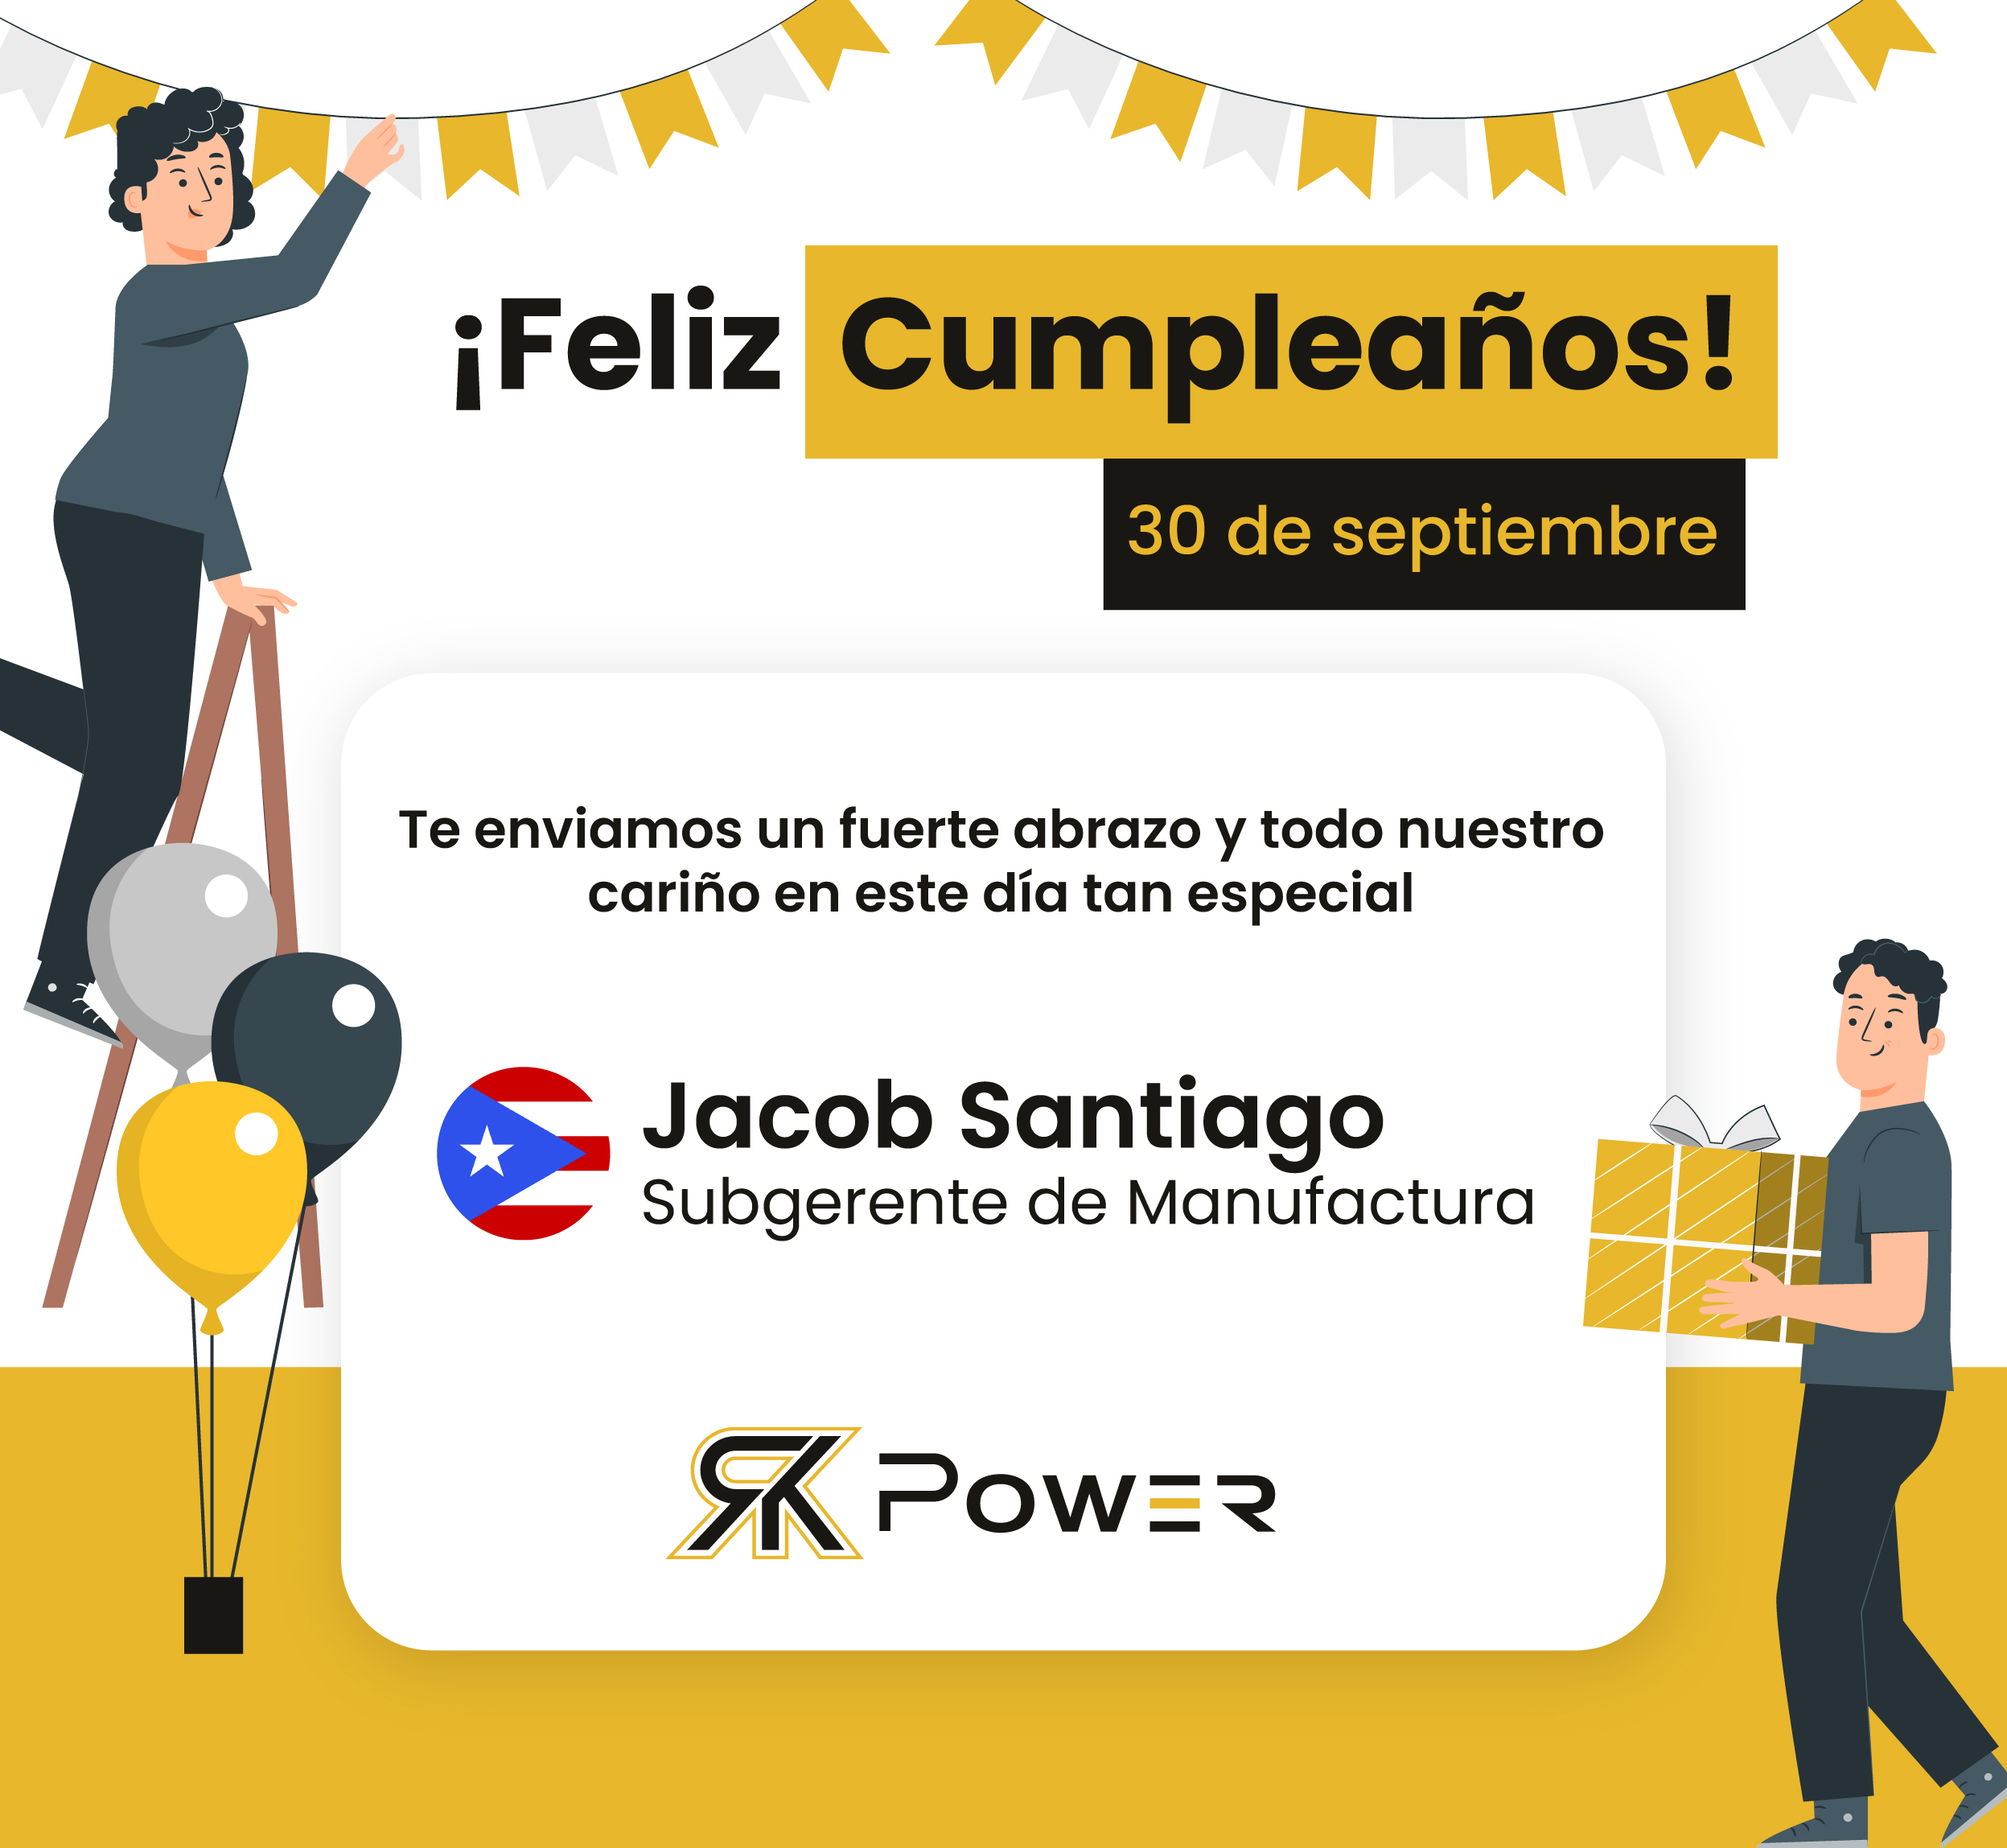 ¡Feliz Cumpleaños!
30 de septiembre
Te enviamos un fuerte abrazo y todo nuestro
cariño en este día tan especial
Jacob Santiago
Subgerente de Manufactura
RK Power